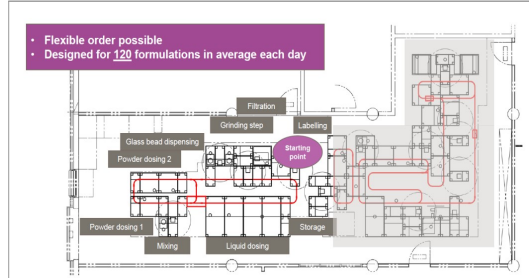 • Flexible order possible
• Designed for 120 formulations in average each day
Filtration
Grinding step
Labelling
Glass bead dispensing
Starting
point
Powder dosing 2
Powder dosing 1
Storage
Mixing
Liquid dosing